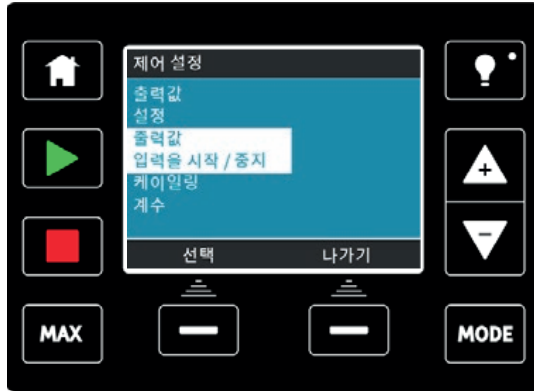 제어 설정
출력값
설정
출력값
입력을 시작 / 중지
케이일링
계수
선택 나가기
MAX
MODE